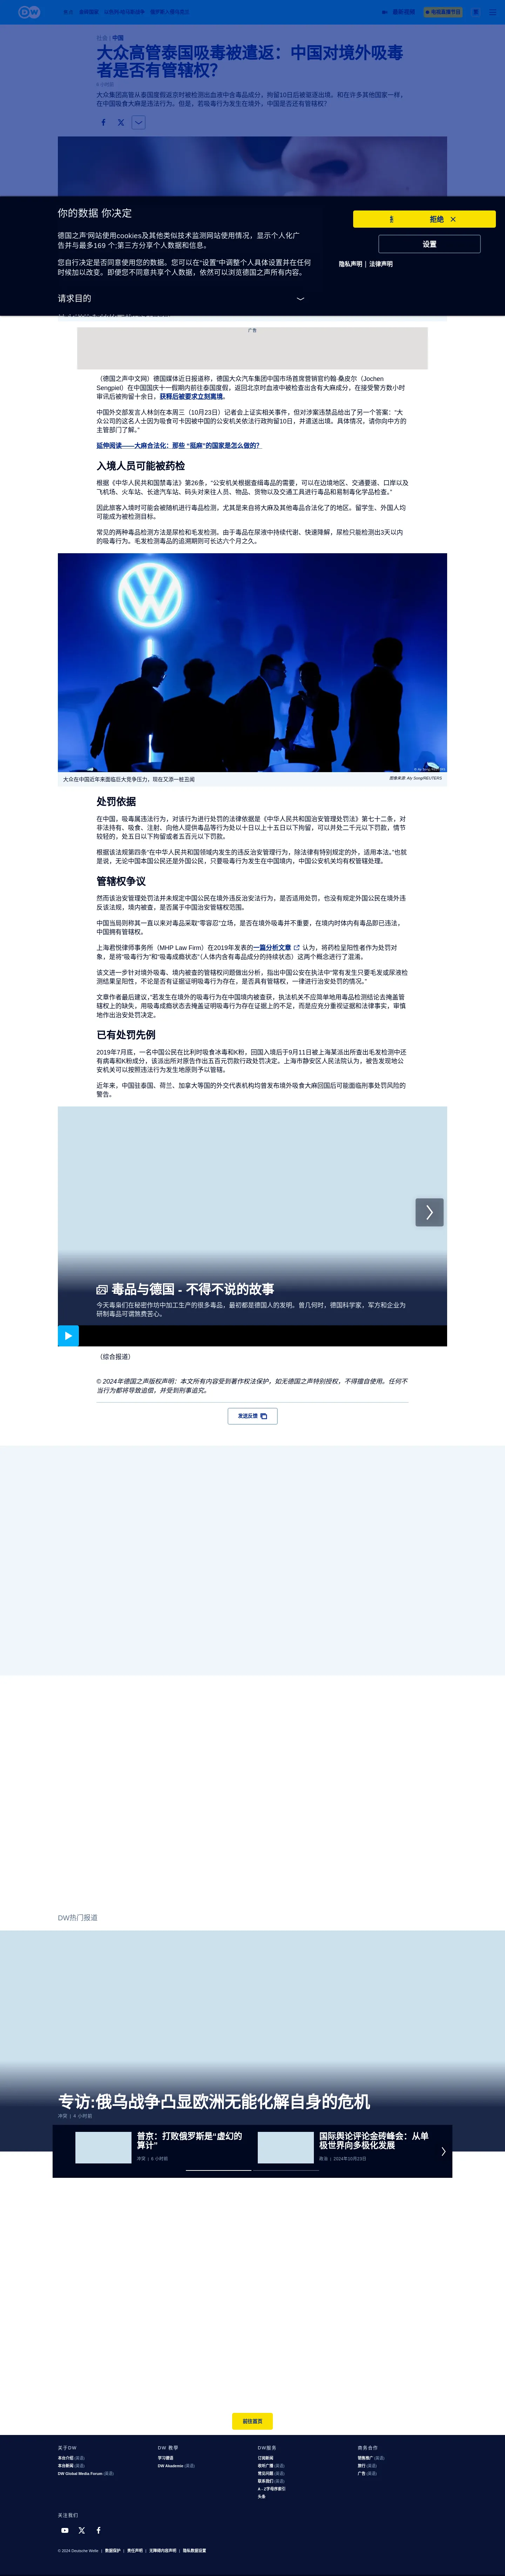 DW
最新视频
电视直播节目
社会 | 中国
大众高管泰国吸毒被遣返：中国对境外吸毒
者是否有管辖权？
大众集团高管从泰国度假返京时被检测出血液中含毒品成分，拘留10日后被驱逐出境。和在许多其他国家一样，
在中国吸食大麻是违法行为。但是，若吸毒行为发生在境外，中国是否还有管辖权？
你的数据 你决定
德国之声’网站使用cookies及其他类似技术监测网站使用情况，显示个人化广
告并与最多169 个;第三方分享个人数据和信息。
您自行决定是否同意使用您的数据。您可以在"设置"中调整个人具体设置并在任何
时候加以改变。即便您不同意共享个人数据，依然可以浏览德国之声所有内容。
请求目的
拒绝
设置
隐私声明 | 法律声明
广告
（德国之声中文网）德国媒体近日报道称，德国大众汽车集团中国市场首席营销官约翰·桑皮尔（Jochen
Sengpiel）在中国国庆十一假期内前往泰国度假，返回北京时血液中被检查出含有大麻成分，在接受警方数小时
审讯后被拘留十余日，获释后被要求立刻离境。
中国外交部发言人林剑在本周三（10月23日）记者会上证实相关事件，但对涉案违禁品给出了另一个答案：“大
众公司的这名人士因为吸食可卡因被中国的公安机关依法行政拘留10日，并遣送出境。具体情况，请你向中方的
主管部门了解。”
延伸阅读——大麻合法化：那些 “挺麻”的国家是怎么做的？
入境人员可能被药检
根据《中华人民共和国禁毒法》第26条，“公安机关根据查缉毒品的需要，可以在边境地区、交通要道、口岸以及
飞机场、火车站、长途汽车站、码头对来往人员、物品、货物以及交通工具进行毒品和易制毒化学品检查。”
因此旅客入境时可能会被随机进行毒品检测，尤其是来自将大麻及其他毒品合法化了的地区。留学生、外国人均
可能成为被检测目标。
常见的两种毒品检测方法是尿检和毛发检测。由于毒品在尿液中持续代谢、快速降解，尿检只能检测出3天以内
的吸毒行为。毛发检测毒品的追溯期则可长达六个月之久。
大众在中国近年来面临巨大竞争压力，现在又添一桩丑闻
图像来源: Aly Song/REUTERS
处罚依据
在中国，吸毒属违法行为，对该行为进行处罚的法律依据是《中华人民共和国治安管理处罚法》第七十二条，对
非法持有、吸食、注射、向他人提供毒品等行为处以十日以上十五日以下拘留，可以并处二千元以下罚款，情节
较轻的，处五日以下拘留或者五百元以下罚款。
根据该法规第四条“在中华人民共和国领域内发生的违反治安管理行为，除法律有特别规定的外，适用本法。”也就
是说，无论中国本国公民还是外国公民，只要吸毒行为发生在中国境内，中国公安机关均有权管辖处理。
管辖权争议
然而该治安管理处罚法并未规定中国公民在境外违反治安法行为，是否适用处罚，也没有规定外国公民在境外违
反该法规，境内被查，是否属于中国治安管辖权范围。
中国当局则称其一直以来对毒品采取“零容忍”立场，是否在境外吸毒并不重要，在境内时体内有毒品即已违法，
中国拥有管辖权。
上海君悦律师事务所（MHP Law Firm）在2019年发表的一篇分析文章 认为，将药检呈阳性者作为处罚对
象，是将“吸毒行为”和“吸毒成瘾状态”（人体内含有毒品成分的持续状态）这两个概念进行了混淆。
该文进一步针对境外吸毒、境内被查的管辖权问题做出分析，指出中国公安在执法中“常有发生只要毛发或尿液检
测结果呈阳性，不论是否有证据证明吸毒行为存在，是否具有管辖权，一律进行治安处罚的情况。”
文章作者最后建议，”若发生在境外的吸毒行为在中国境内被查获，执法机关不应简单地用毒品检测结论去掩盖管
辖权上的缺失，用吸毒成瘾状态去掩盖证明吸毒行为存在证据上的不足，而是应充分重视证据和法律事实，审慎
地作出治安处罚决定。
已有处罚先例
2019年7月底，一名中国公民在比利时吸食冰毒和K粉，回国入境后于9月11日被上海某派出所查出毛发检测中还
有病毒和K粉成分，该派出所对原告作出五百元罚款行政处罚决定。上海市静安区人民法院认为，被告发现地公
安机关可以按照违法行为发生地原则予以管辖。
近年来，中国驻泰国、荷兰、加拿大等国的外交代表机构均曾发布境外吸食大麻回国后可能面临刑事处罚风险的
警告。
毒品与德国 - 不得不说的故事
今天毒枭们在秘密作坊中加工生产的很多毒品，最初都是德国人的发明。曾几何时，德国科学家，军方和企业为
研制毒品可谓煞费苦心。
（综合报道）
© 2024年德国之声版权声明：本文所有内容受到著作权法保护，如无德国之声特别授权，不得擅自使用。任何不
当行为都将导致追偿，并受到刑事追究。
发送反馈
DW热门报道
专访:俄乌战争凸显欧洲无能化解自身的危机
冲突 | 4 小时前
普京：打败俄罗斯是“虚幻的
算计”
冲突 | 6 小时前
国际舆论评论金砖峰会：从单
极世界向多极化发展
政治 | 2024年10月23日
前往首页
关于DW
本台介绍 (英语)
本台新闻 (英语)
DW Global Media Forum (英语)
DW 教學
学习德语
DW Akademie (英语)
DW服务
订阅新闻
收听广播 (英语)
常见问题 (英语)
联系我们 (英语)
A - Z字母序索引
头条
商务合作
销售推广 (英语)
旅行 (英语)
广告 (英语)
关注我们
© 2024 Deutsche Welle | 数据保护 | 责任声明 | 无障碍内容声明 | 隐私数据设置